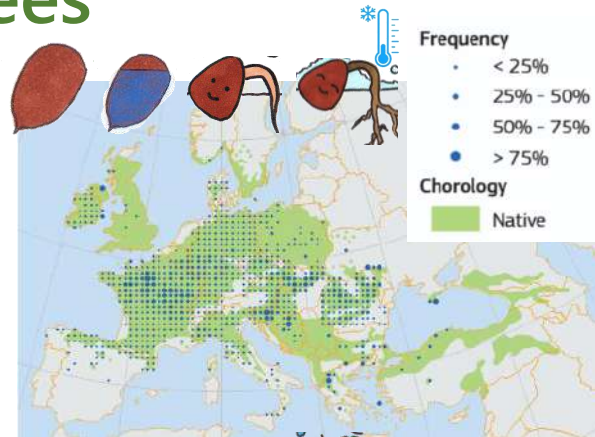 ees
Frequency
< 25%
25% - 50%
50% - 75%
> 75%
Chorology
Native